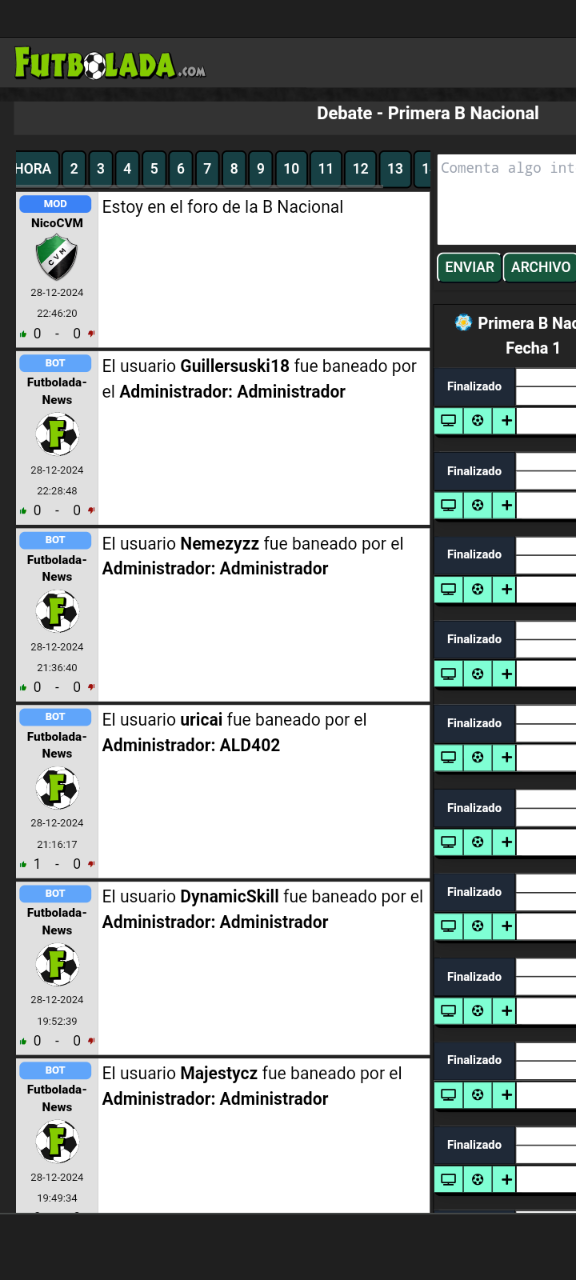 FUTBOLADA.COM
Debate - Primera B Nacional
HORA 2 3 4 5 6 7 8 9 10 11 12 13
MOD
NicoCVM
CVM
28-12-2024
22:46:20
0 - 0
Estoy en el foro de la B Nacional
BOT
Futbolada-
News
F
28-12-2024
22:28:48
0 - 0
El usuario Guillersuski18 fue baneado por
el Administrador: Administrador
BOT
Futbolada-
News
F
28-12-2024
21:36:40
0 - 0
El usuario Nemezyzz fue baneado por el
Administrador: Administrador
BOT
Futbolada-
News
F
28-12-2024
21:16:17
1 - 0
El usuario uricai fue baneado por el
Administrador: ALD402
BOT
Futbolada-
News
F
28-12-2024
19:52:39
0 - 0
El usuario DynamicSkill fue baneado por el
Administrador: Administrador
BOT
Futbolada-
News
F
28-12-2024
19:49:34
El usuario Majestycz fue baneado por el
Administrador: Administrador
Comenta algo int
ENVIAR ARCHIVO
Primera B Nac
Fecha 1
Finalizado
Finalizado
Finalizado
Finalizado
Finalizado
Finalizado
Finalizado
Finalizado
Finalizado
Finalizado